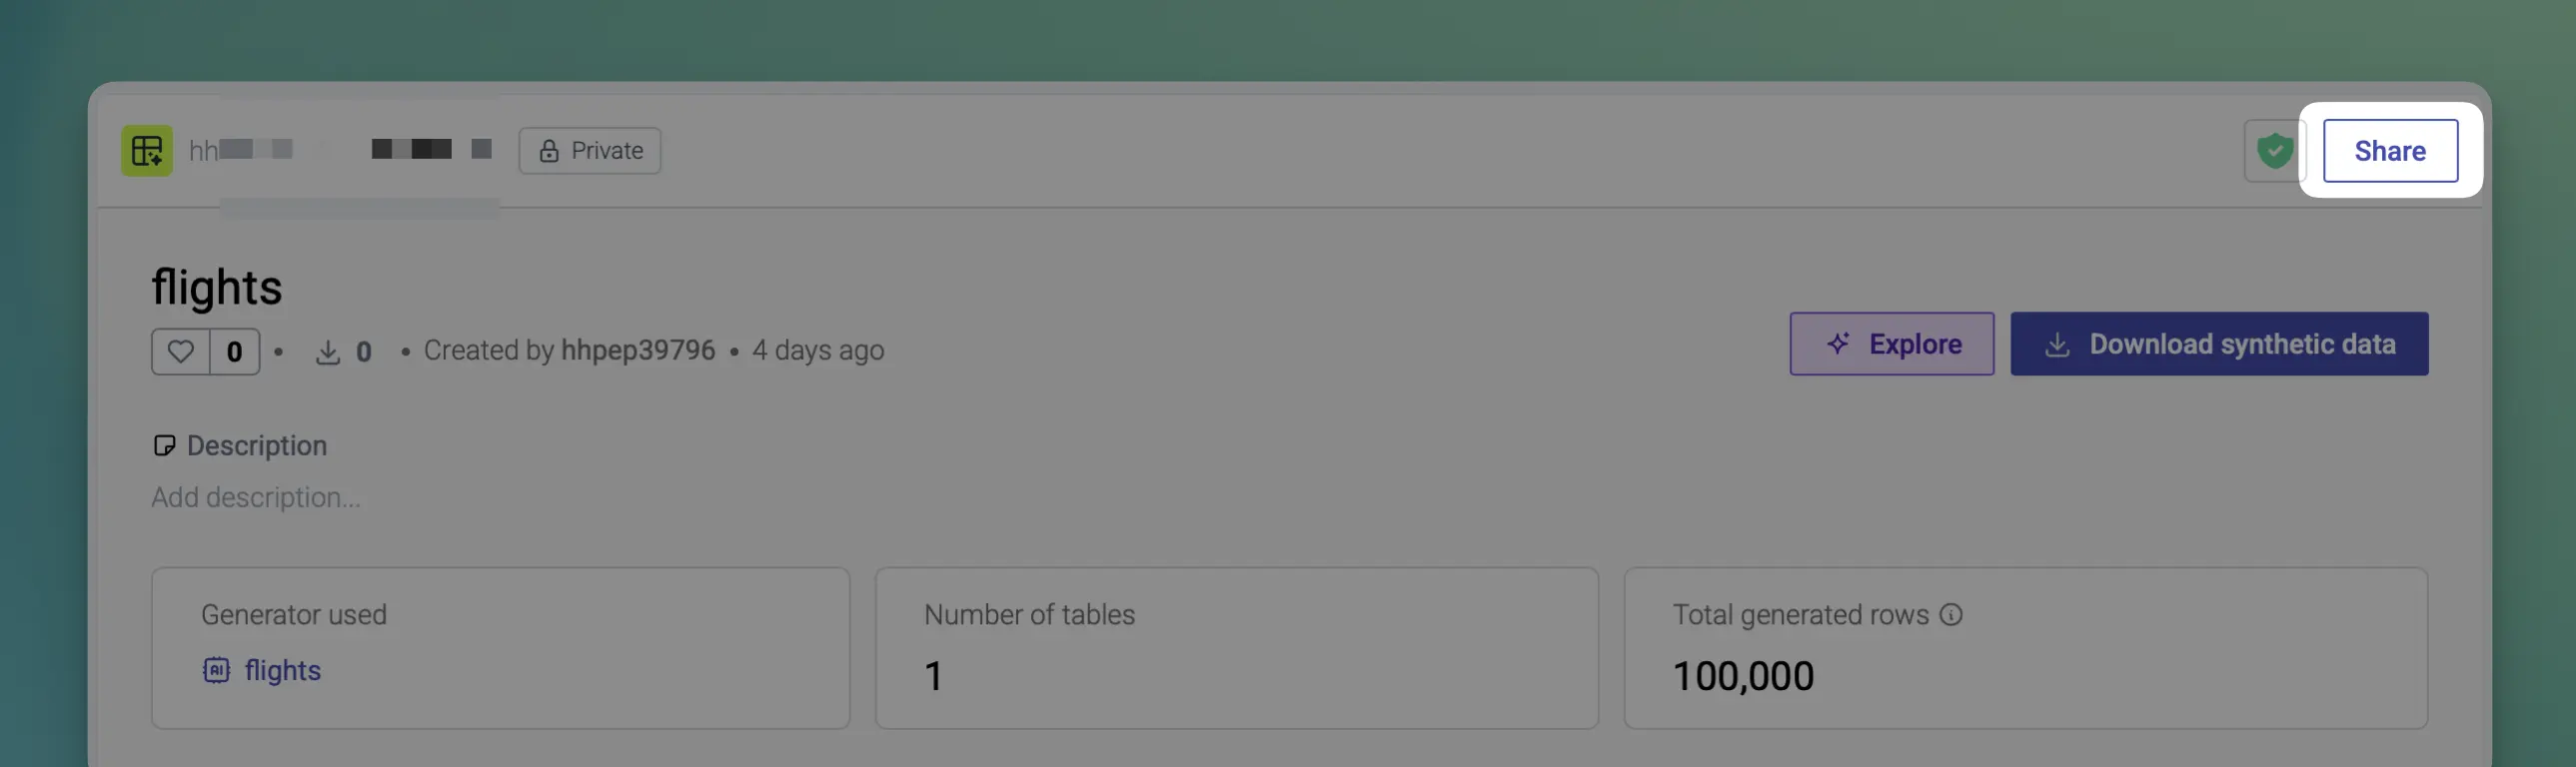 hh
Private
Share
flights
0 • 0 • Created by hhpep39796 • 4 days ago
Explore
Download synthetic data
Description
Add description...
Generator used
AI flights
Number of tables
1
Total generated rows
100,000